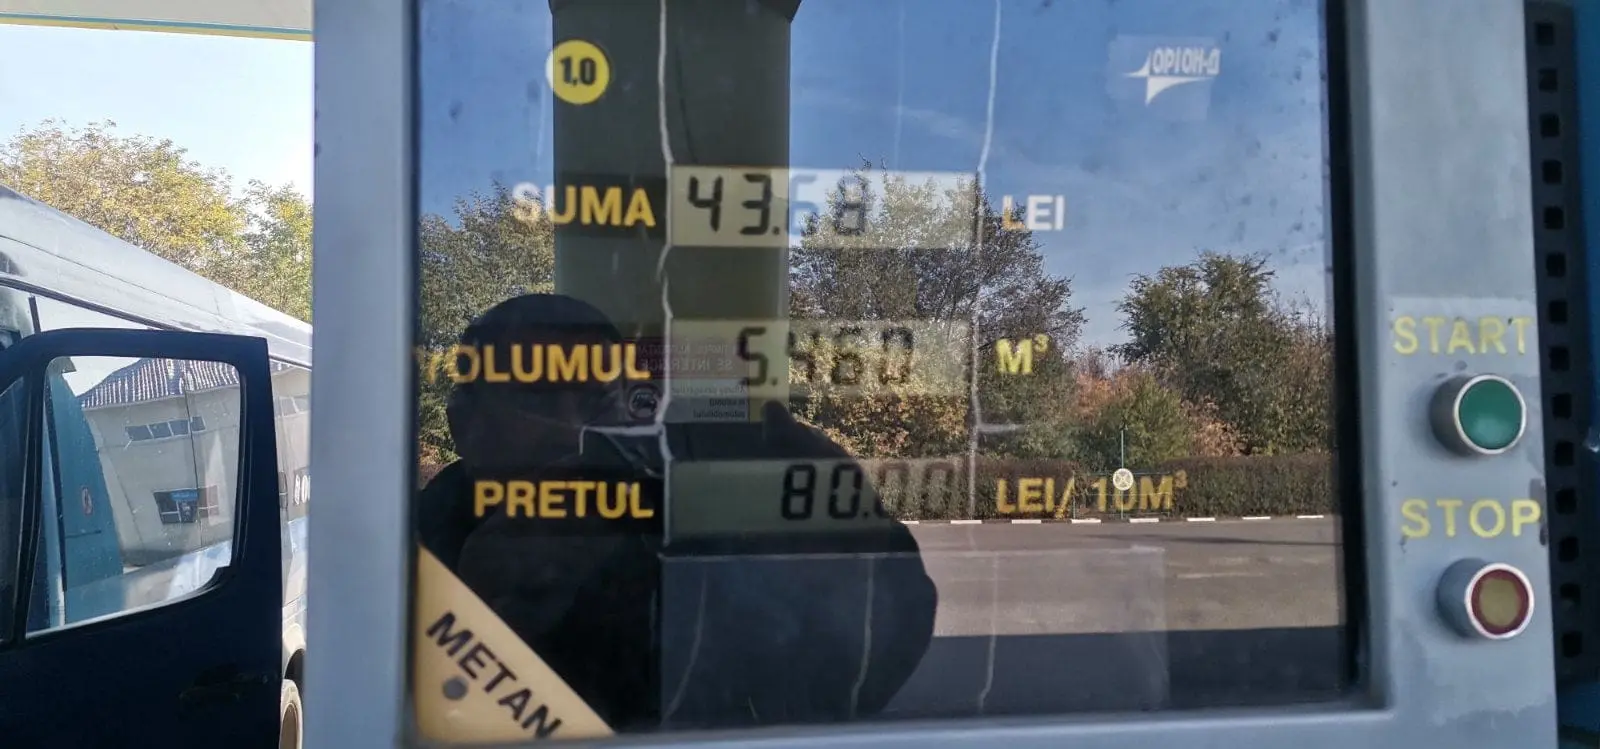 1.0
ОРІОН-Д
SUMA 43.68 LEI
VOLUMUL 5.460 M³
PRETUL 80.00 LEI/10M³
START
STOP
METAN